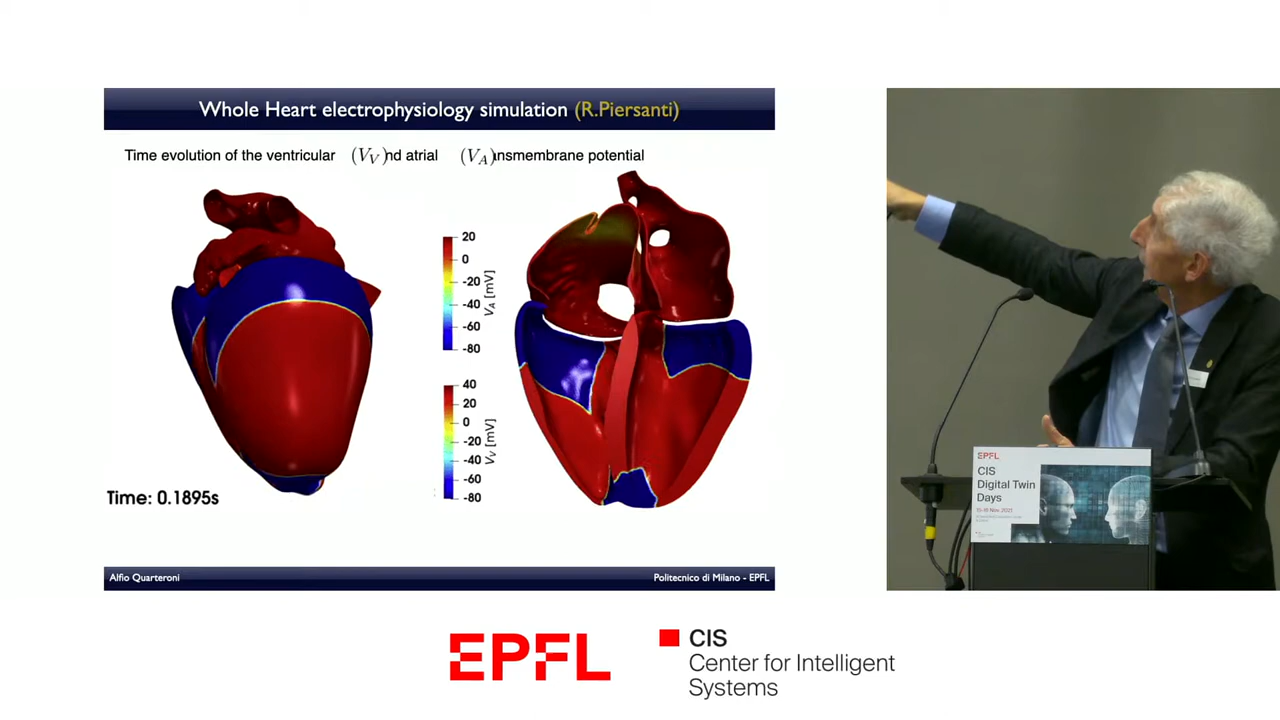 Whole Heart electrophysiology simulation (R.Piersanti)
Time evolution of the ventricular (V_V)nd atrial (V_A)ansmembrane potential
20
0
-20
-40
-60
-80
V_A [mV]
40
20
0
-20
-40
-60
-80
V_V [mV]
Time: 0.1895s
Alfio Quarteroni
Politecnico di Milano - EPFL
EPFL
CIS
Digital Twin
Days
EPFL
CIS
Center for Intelligent
Systems